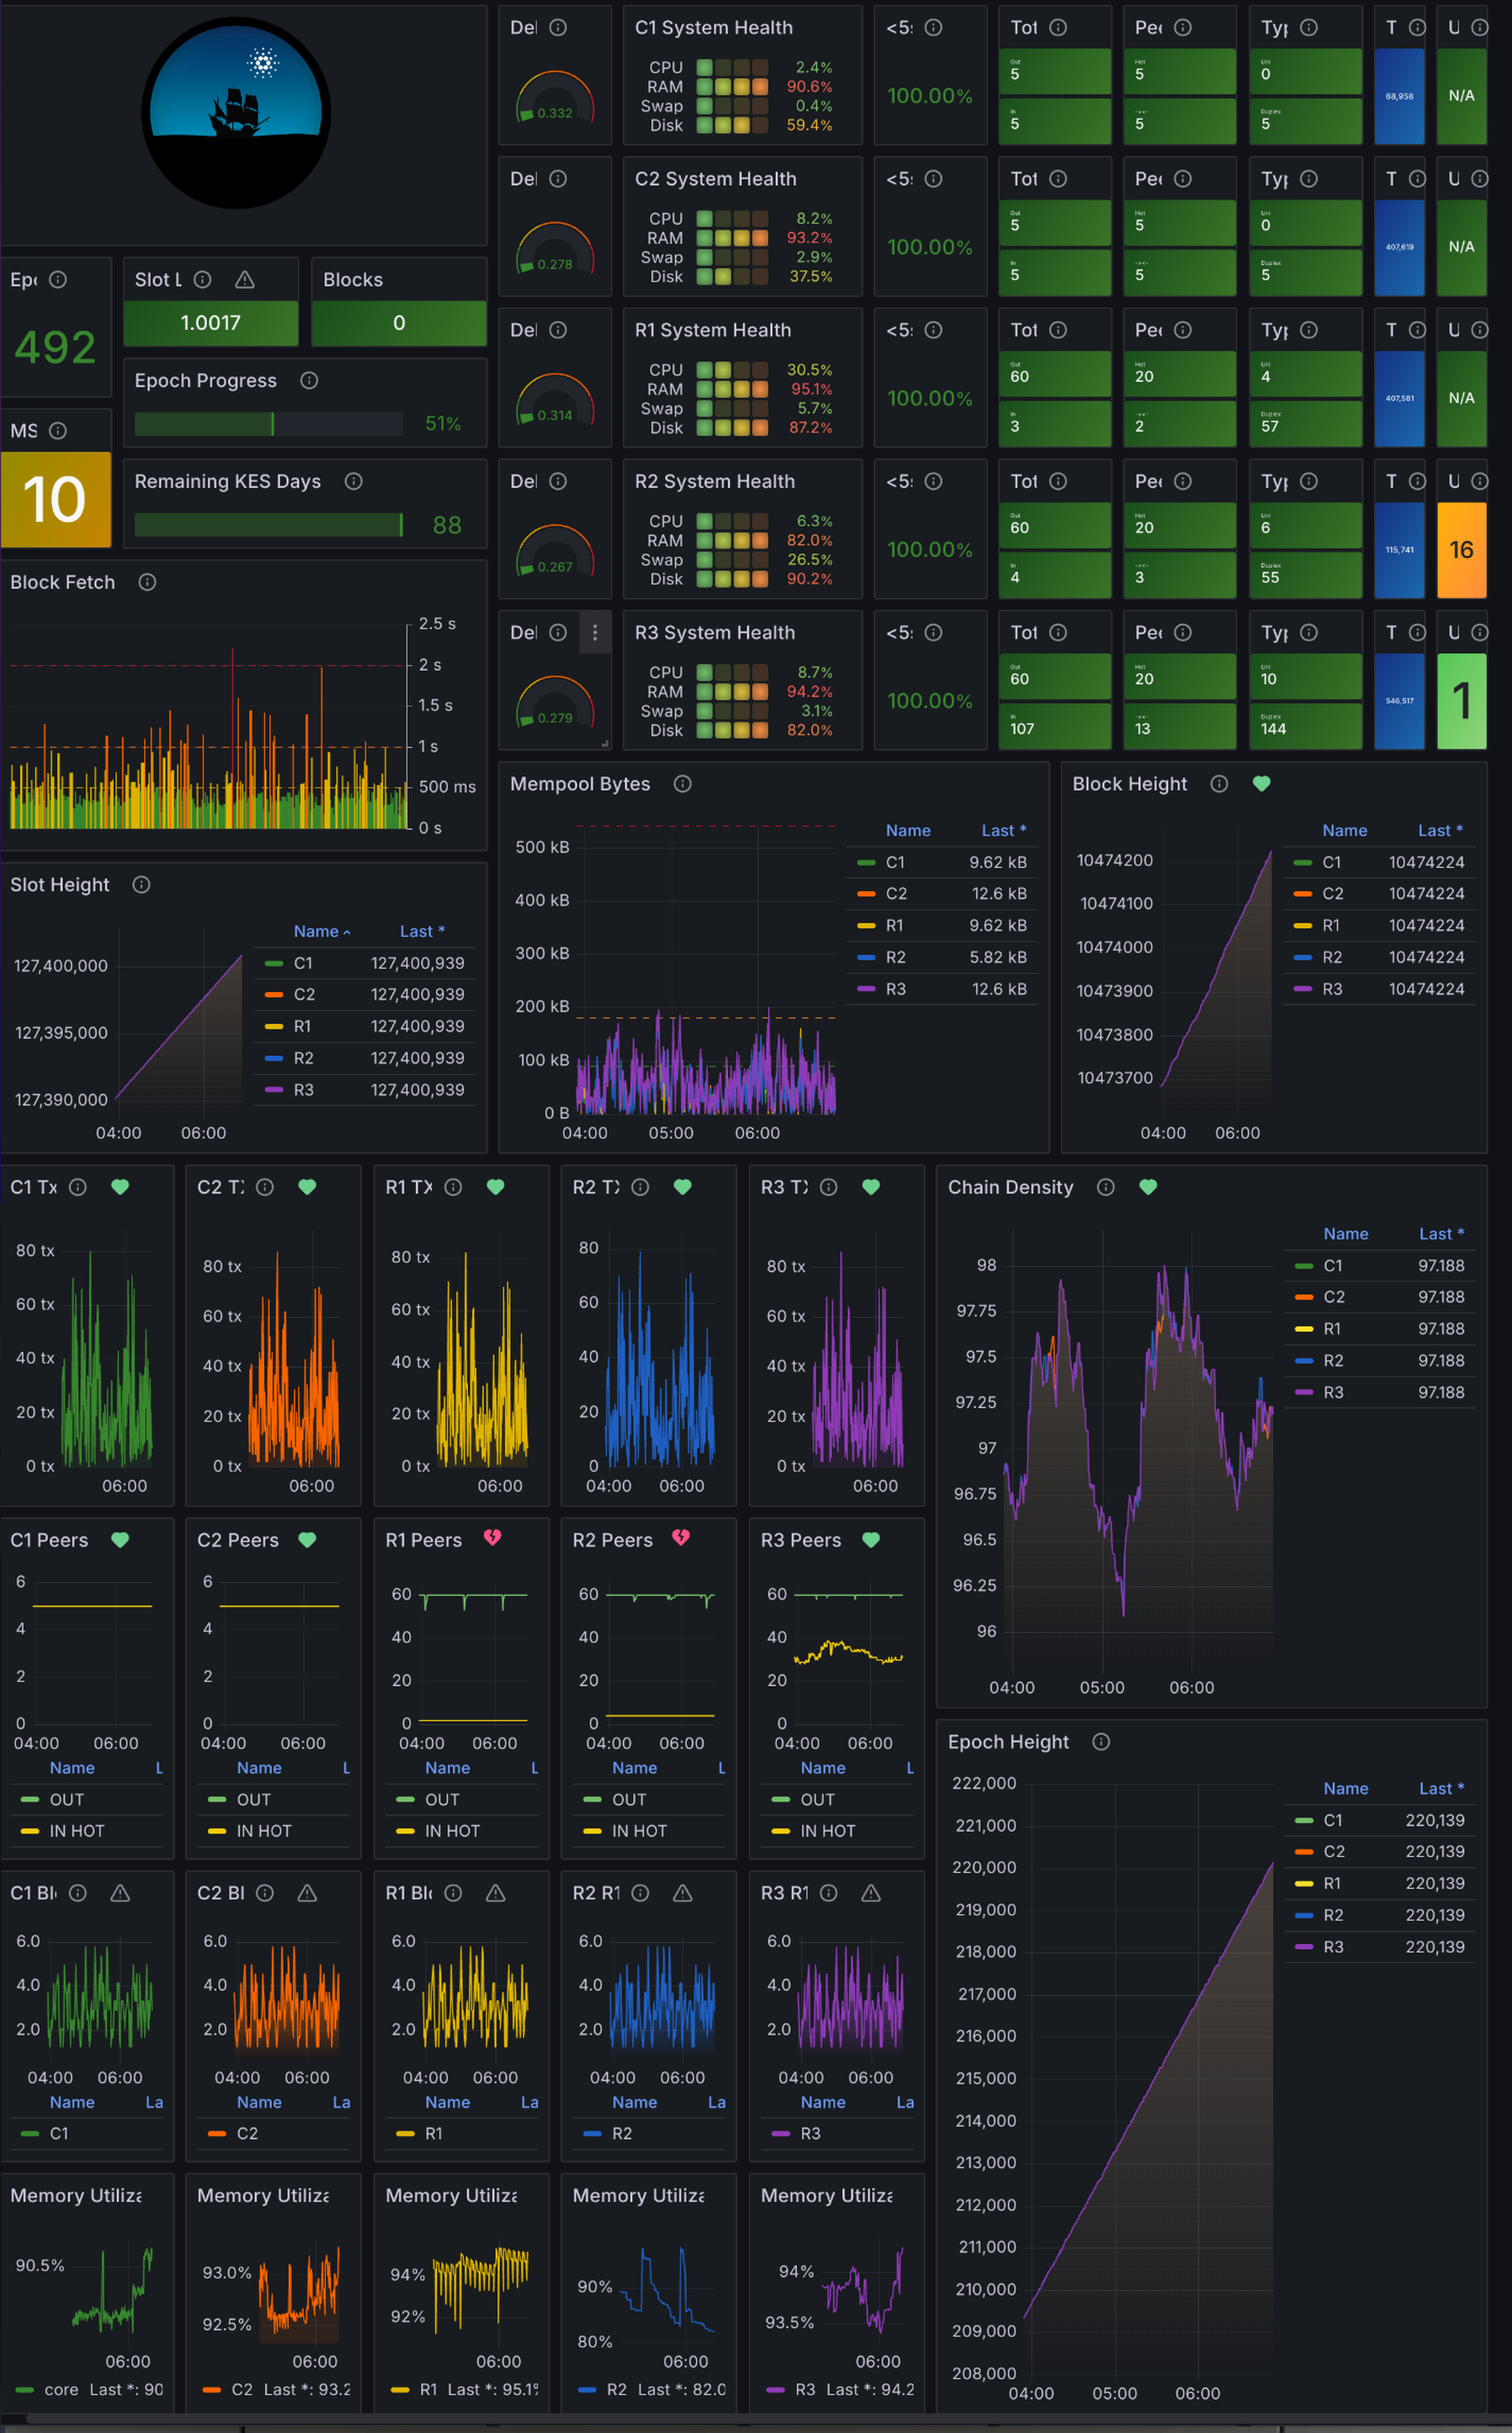 Del
C1 System Health
<5:
Tot
Pee
Typ
T
U
0.332
CPU 2.4%
RAM 90.6%
Swap 0.4%
Disk 59.4%
100.00%
Out
5
In
5
Hot
5
5
Uni
0
Duplex
5
68,958
N/A
Del
C2 System Health
<5:
Tot
Pee
Typ
T
U
0.278
CPU 8.2%
RAM 93.2%
Swap 2.9%
Disk 37.5%
100.00%
Out
5
In
5
Hot
5
5
Uni
0
Duplex
5
407,619
N/A
Epo
492
Slot L
1.0017
Blocks
0
Epoch Progress
51%
MS
10
Remaining KES Days
88
Del
R1 System Health
<5:
Tot
Pee
Typ
T
U
0.314
CPU 30.5%
RAM 95.1%
Swap 5.7%
Disk 87.2%
100.00%
Out
60
In
3
Hot
20
2
Uni
4
Duplex
57
407,581
N/A
Del
R2 System Health
<5:
Tot
Pee
Typ
T
U
0.267
CPU 6.3%
RAM 82.0%
Swap 26.5%
Disk 90.2%
100.00%
Out
60
In
4
Hot
20
3
Uni
6
Duplex
55
115,741
16
Del
R3 System Health
<5:
Tot
Pee
Typ
T
U
0.279
CPU 8.7%
RAM 94.2%
Swap 3.1%
Disk 82.0%
100.00%
Out
60
In
107
Hot
20
13
Uni
10
Duplex
144
546,517
1
Block Fetch
2.5 s
2 s
1.5 s
1 s
500 ms
0 s
Slot Height
127,400,000
127,395,000
127,390,000
04:00 06:00
Name Last *
C1 127,400,939
C2 127,400,939
R1 127,400,939
R2 127,400,939
R3 127,400,939
Mempool Bytes
500 kB
400 kB
300 kB
200 kB
100 kB
0 B
04:00 05:00 06:00
Name Last *
C1 9.62 kB
C2 12.6 kB
R1 9.62 kB
R2 5.82 kB
R3 12.6 kB
Block Height
10474200
10474100
10474000
10473900
10473800
10473700
04:00 06:00
Name Last *
C1 10474224
C2 10474224
R1 10474224
R2 10474224
R3 10474224
C1 Tx
80 tx
60 tx
40 tx
20 tx
0 tx
06:00
C2 T
80 tx
60 tx
40 tx
20 tx
0 tx
06:00
R1 TX
80 tx
60 tx
40 tx
20 tx
0 tx
06:00
R2 T
80
60
40
20
0
04:00 06:00
R3 TX
80 tx
60 tx
40 tx
20 tx
0 tx
06:00
Chain Density
98
97.75
97.5
97.25
97
96.75
96.5
96.25
96
04:00 05:00 06:00
Name Last *
C1 97.188
C2 97.188
R1 97.188
R2 97.188
R3 97.188
C1 Peers
6
4
2
0
04:00 06:00
Name L
OUT
IN HOT
C2 Peers
6
4
2
0
04:00 06:00
Name L
OUT
IN HOT
R1 Peers
60
40
20
0
04:00 06:00
Name L
OUT
IN HOT
R2 Peers
60
40
20
0
04:00 06:00
Name L
OUT
IN HOT
R3 Peers
60
40
20
0
04:00 06:00
Name L
OUT
IN HOT
Epoch Height
222,000
221,000
220,000
219,000
218,000
217,000
216,000
215,000
214,000
213,000
212,000
211,000
210,000
209,000
208,000
04:00 05:00 06:00
Name Last *
C1 220,139
C2 220,139
R1 220,139
R2 220,139
R3 220,139
C1 Bl
6.0
4.0
2.0
04:00 06:00
Name La
C1
C2 Bl
6.0
4.0
2.0
04:00 06:00
Name La
C2
R1 Blo
6.0
4.0
2.0
04:00 06:00
Name La
R1
R2 R1
6.0
4.0
2.0
04:00 06:00
Name La
R2
R3 R1
6.0
4.0
2.0
04:00 06:00
Name La
R3
Memory Utiliza
90.5%
06:00
core Last *: 90
Memory Utiliza
93.0%
92.5%
06:00
C2 Last *: 93.2
Memory Utiliza
94%
92%
06:00
R1 Last *: 95.1%
Memory Utiliza
90%
80%
06:00
R2 Last *: 82.0
Memory Utiliza
94%
93.5%
06:00
R3 Last *: 94.2